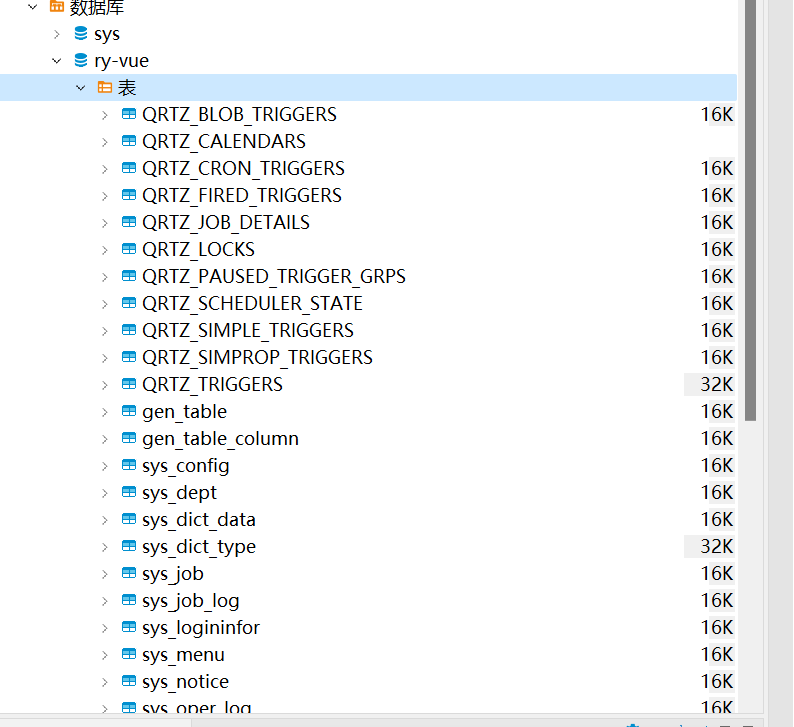 数据库
sys
ry-vue
表
QRTZ_BLOB_TRIGGERS 16K
QRTZ_CALENDARS
QRTZ_CRON_TRIGGERS 16K
QRTZ_FIRED_TRIGGERS 16K
QRTZ_JOB_DETAILS 16K
QRTZ_LOCKS 16K
QRTZ_PAUSED_TRIGGER_GRPS 16K
QRTZ_SCHEDULER_STATE 16K
QRTZ_SIMPLE_TRIGGERS 16K
QRTZ_SIMPROP_TRIGGERS 16K
QRTZ_TRIGGERS 32K
gen_table 16K
gen_table_column 16K
sys_config 16K
sys_dept 16K
sys_dict_data 16K
sys_dict_type 32K
sys_job 16K
sys_job_log 16K
sys_logininfor 16K
sys_menu 16K
sys_notice 16K
sys_oper_log 16K